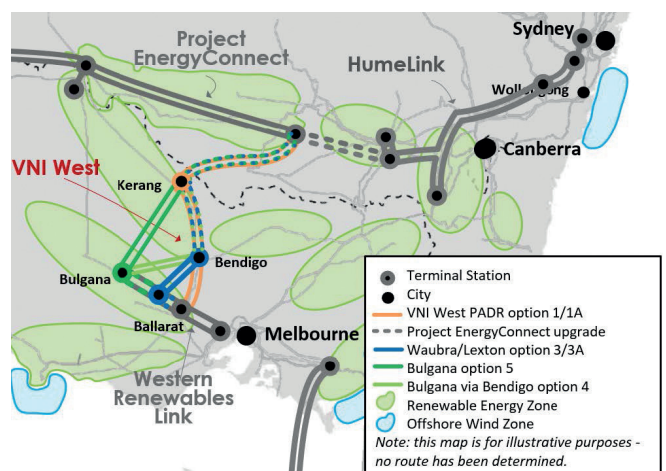 Sydney
Project
EnergyConnect
HumeLink
Wollongong
Canberra
VNI West
Kerang
Bendigo
Bulgana
Ballarat
Melbourne
Western
Renewables
Link
Terminal Station
City
VNI West PADR option 1/1A
Project EnergyConnect upgrade
Waubra/Lexton option 3/3A
Bulgana option 5
Bulgana via Bendigo option 4
Renewable Energy Zone
Offshore Wind Zone
Note: this map is for illustrative purposes -
no route has been determined.